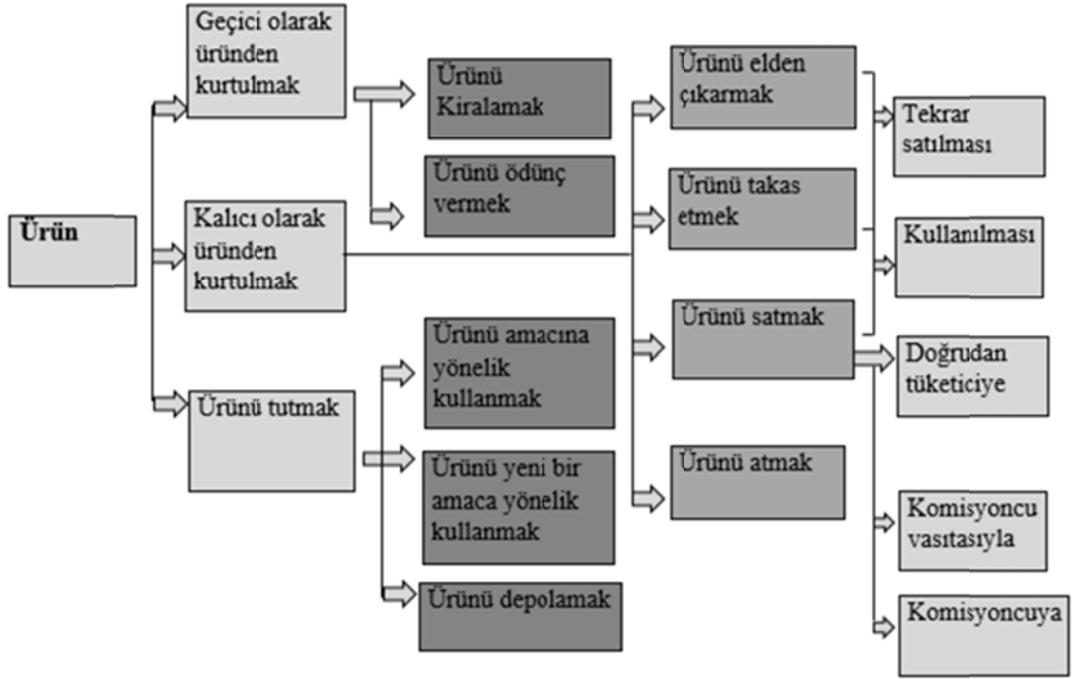 Ürün
Geçici olarak
üründen
kurtulmak
Kalıcı olarak
üründen
kurtulmak
Ürünü tutmak
Ürünü
Kiralamak
Ürünü ödünç
vermek
Ürünü amacına
yönelik
kullanmak
Ürünü yeni bir
amaca yönelik
kullanmak
Ürünü depolamak
Ürünü elden
çıkarmak
Ürünü takas
etmek
Ürünü satmak
Ürünü atmak
Tekrar
satılması
Kullanılması
Doğrudan
tüketiciye
Komisyoncu
vasıtasıyla
Komisyoncuya